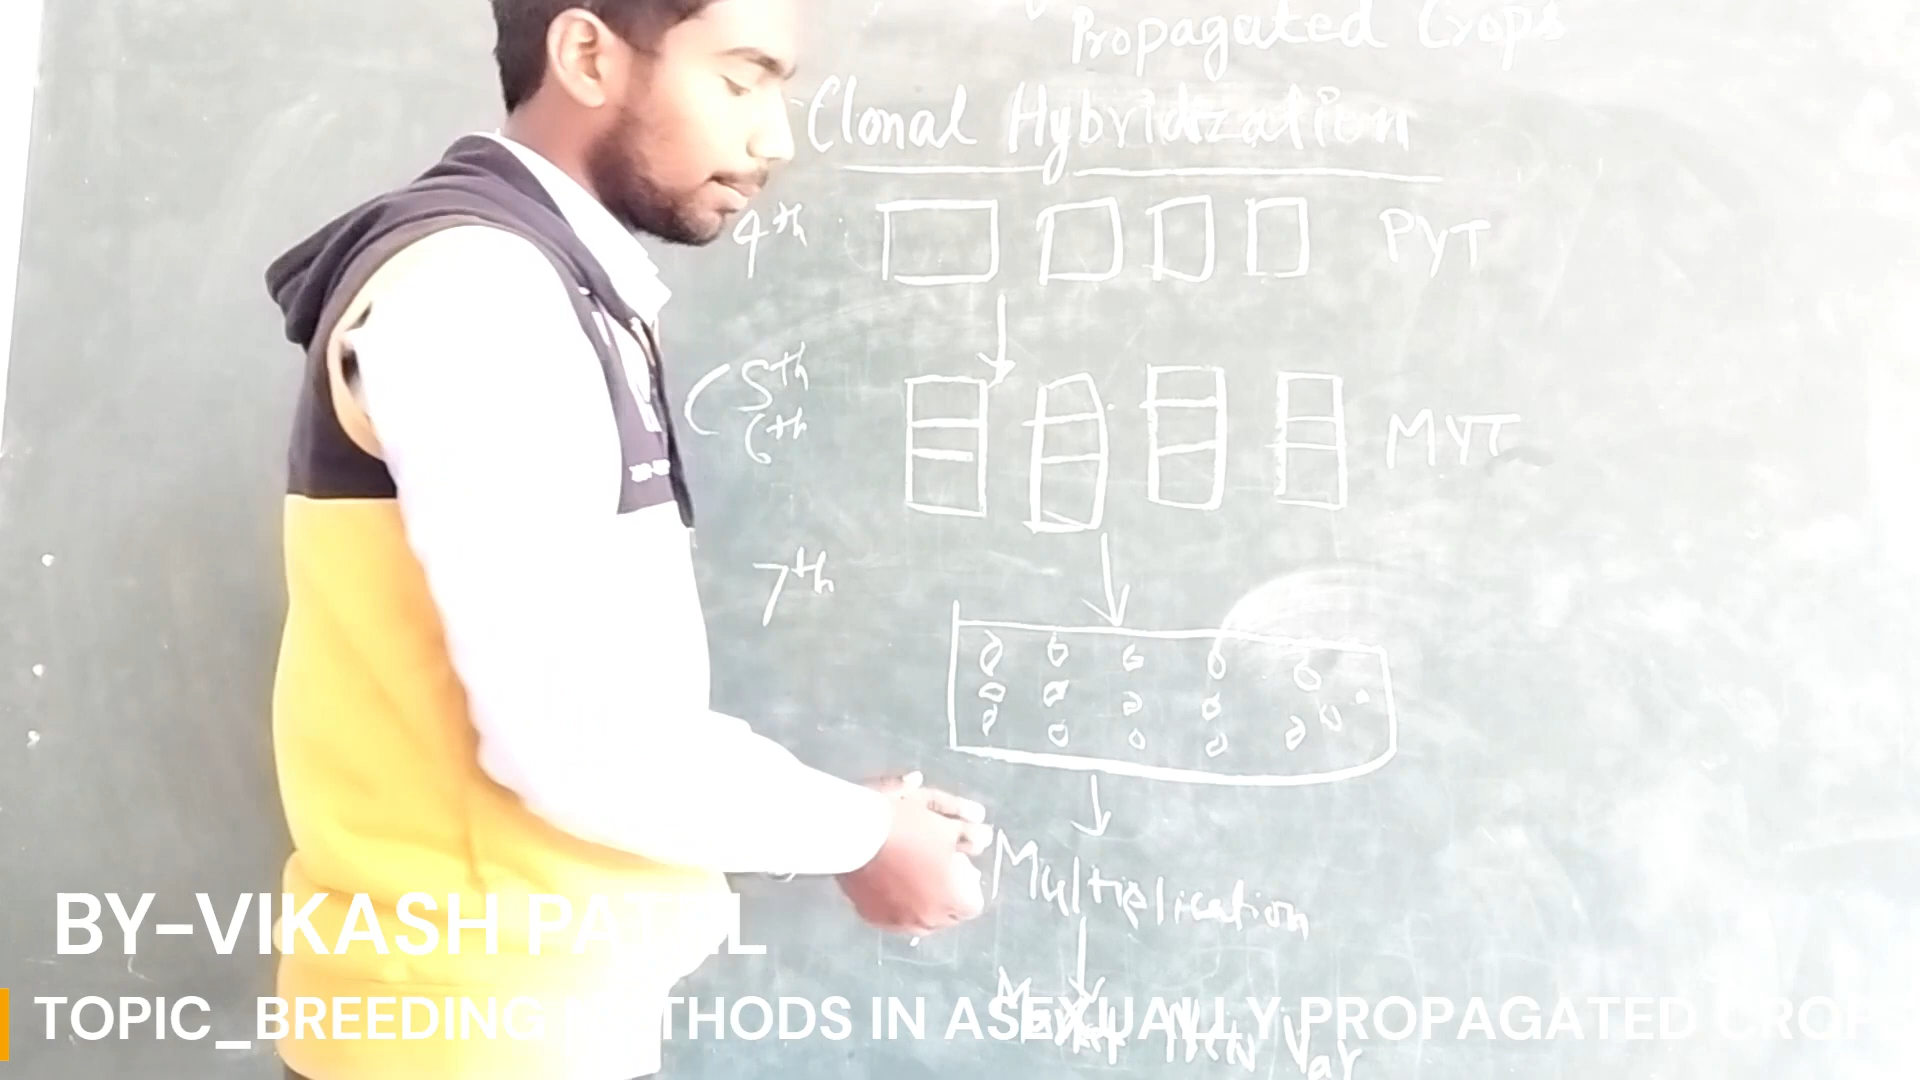 Propagated Crops
Clonal Hybridization
4th PYT
5th
6th MYT
7th
Multiplication
New Var
BY-VIKASH PATEL
TOPIC_BREEDING METHODS IN ASEXUALLY PROPAGATED CROPS